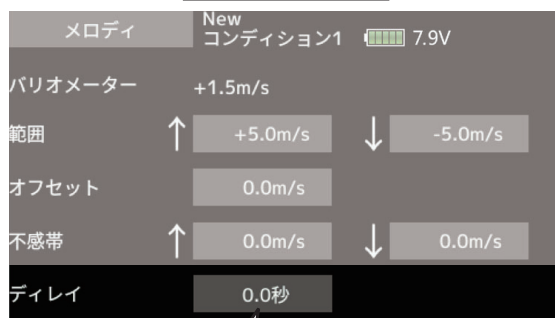 メロディ
New
コンディション1 7.9V
バリオメーター +1.5m/s
範囲 ↑ +5.0m/s ↓ -5.0m/s
オフセット 0.0m/s
不感帯 ↑ 0.0m/s ↓ 0.0m/s
ディレイ 0.0秒